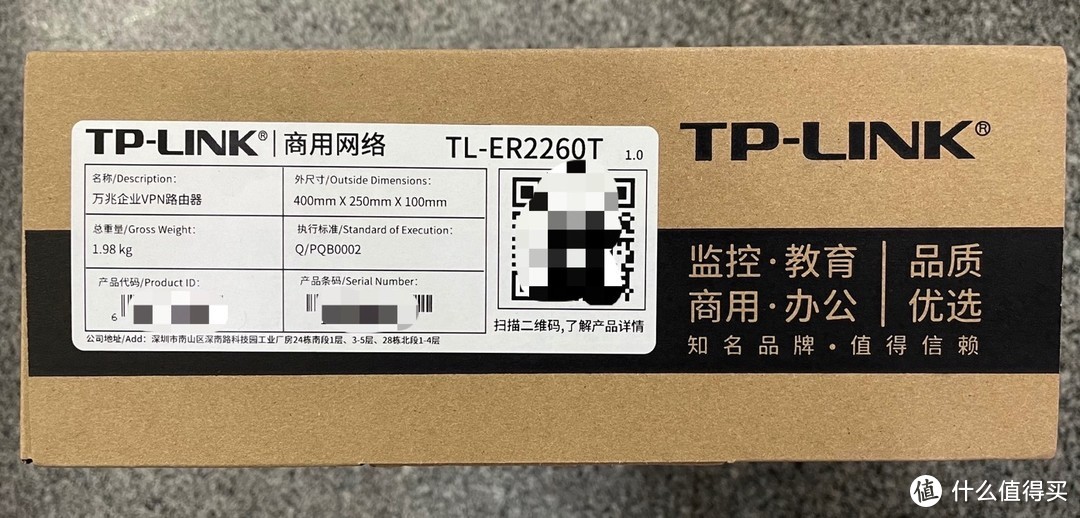 TP-LINK® | 商用网络 TL-ER2260T 1.0
名称/Description:
万兆企业VPN路由器
外尺寸/Outside Dimensions:
400mm X 250mm X 100mm
总重量/Gross Weight:
1.98 kg
执行标准/Standard of Execution:
Q/PQB0002
产品代码/Product ID:
6
产品条码/Serial Number:
扫描二维码,了解产品详情
公司地址/Add: 深圳市南山区深南路科技园工业厂房24栋南段1层、3-5层、28栋北段1-4层
TP-LINK®
监控·教育
商用·办公
品质
优选
知名品牌·值得信赖
值 什么值得买